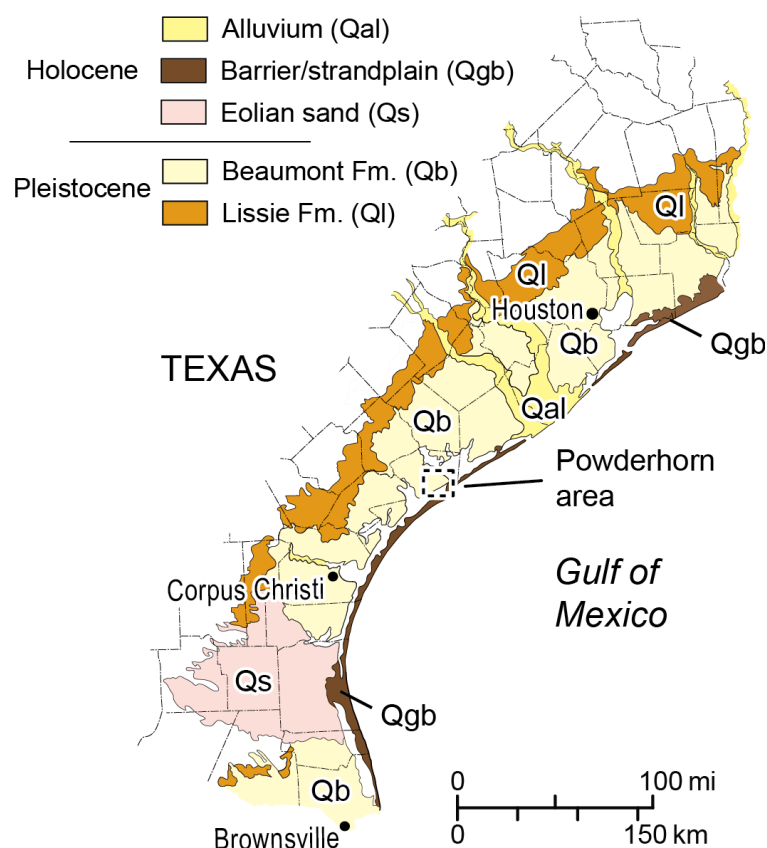 Holocene
Alluvium (Qal)
Barrier/strandplain (Qgb)
Eolian sand (Qs)
Pleistocene
Beaumont Fm. (Qb)
Lissie Fm. (Ql)
Ql
Ql
Houston
Qb
Qgb
TEXAS
Qb
Qal
Powderhorn
area
Gulf of
Mexico
Corpus Christi
Qs
Qgb
Qb
Brownsville
0 100 mi
0 150 km